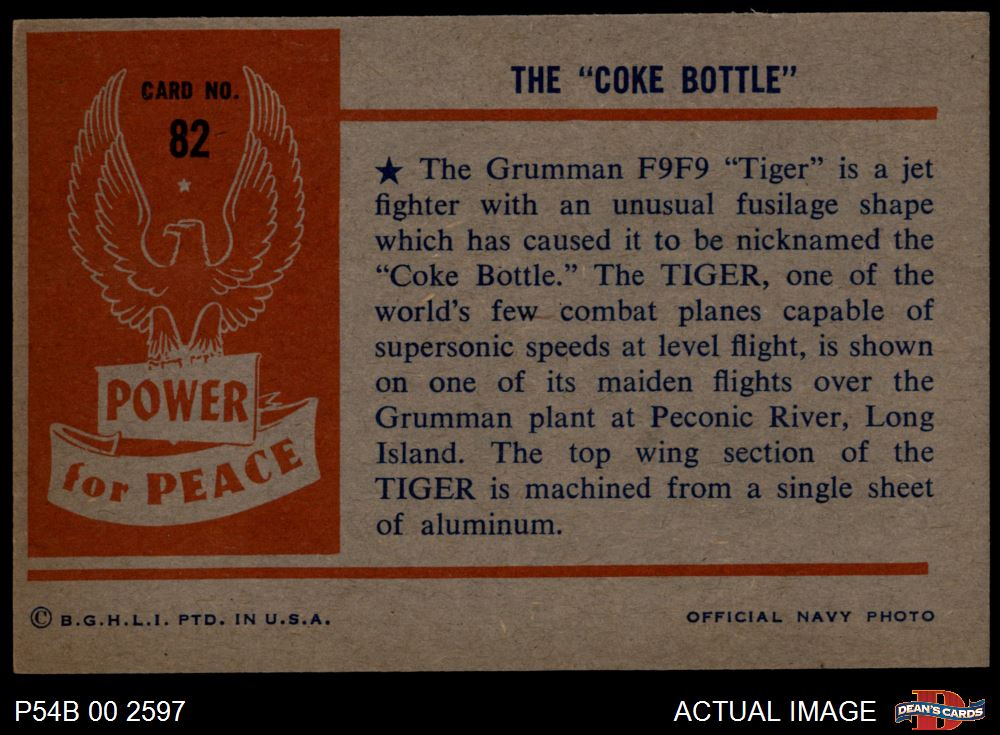 CARD NO.
82
POWER
for PEACE
THE “COKE BOTTLE”
★ The Grumman F9F9 “Tiger” is a jet
fighter with an unusual fusilage shape
which has caused it to be nicknamed the
“Coke Bottle.” The TIGER, one of the
world’s few combat planes capable of
supersonic speeds at level flight, is shown
on one of its maiden flights over the
Grumman plant at Peconic River, Long
Island. The top wing section of the
TIGER is machined from a single sheet
of aluminum.
© B.G.H.L.I. PTD. IN U.S.A.
OFFICIAL NAVY PHOTO
P54B 00 2597
ACTUAL IMAGE
D
DEAN'S CARDS